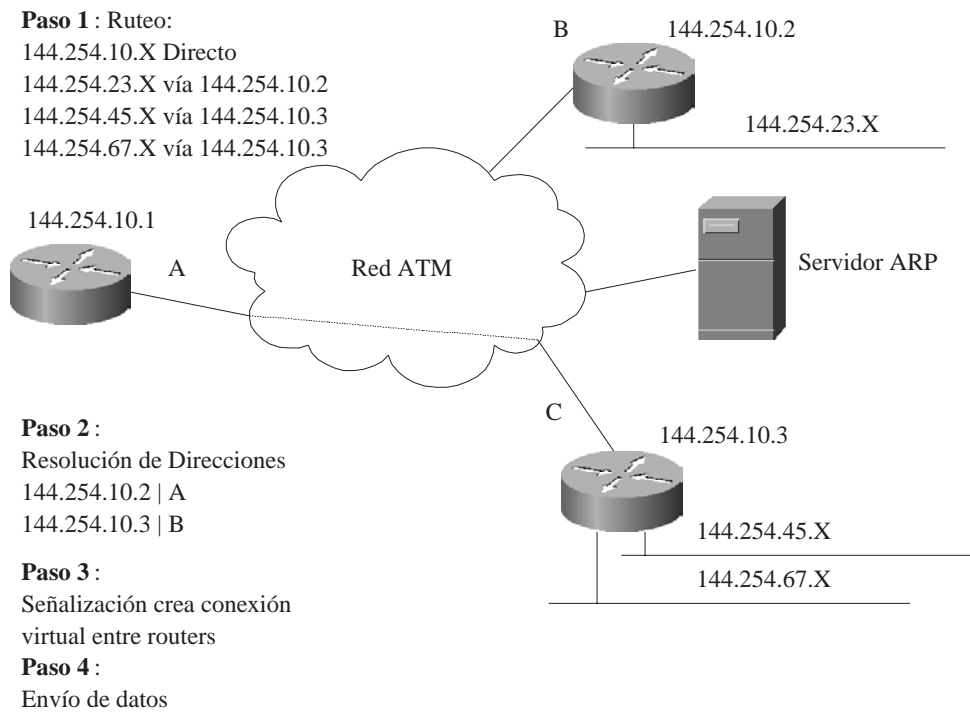 Paso 1 : Ruteo:
144.254.10.X Directo
144.254.23.X vía 144.254.10.2
144.254.45.X vía 144.254.10.3
144.254.67.X vía 144.254.10.3
B
144.254.10.2
144.254.23.X
144.254.10.1
A
Red ATM
Servidor ARP
C
144.254.10.3
144.254.45.X
144.254.67.X
Paso 2 :
Resolución de Direcciones
144.254.10.2 | A
144.254.10.3 | B
Paso 3 :
Señalización crea conexión
virtual entre routers
Paso 4 :
Envío de datos